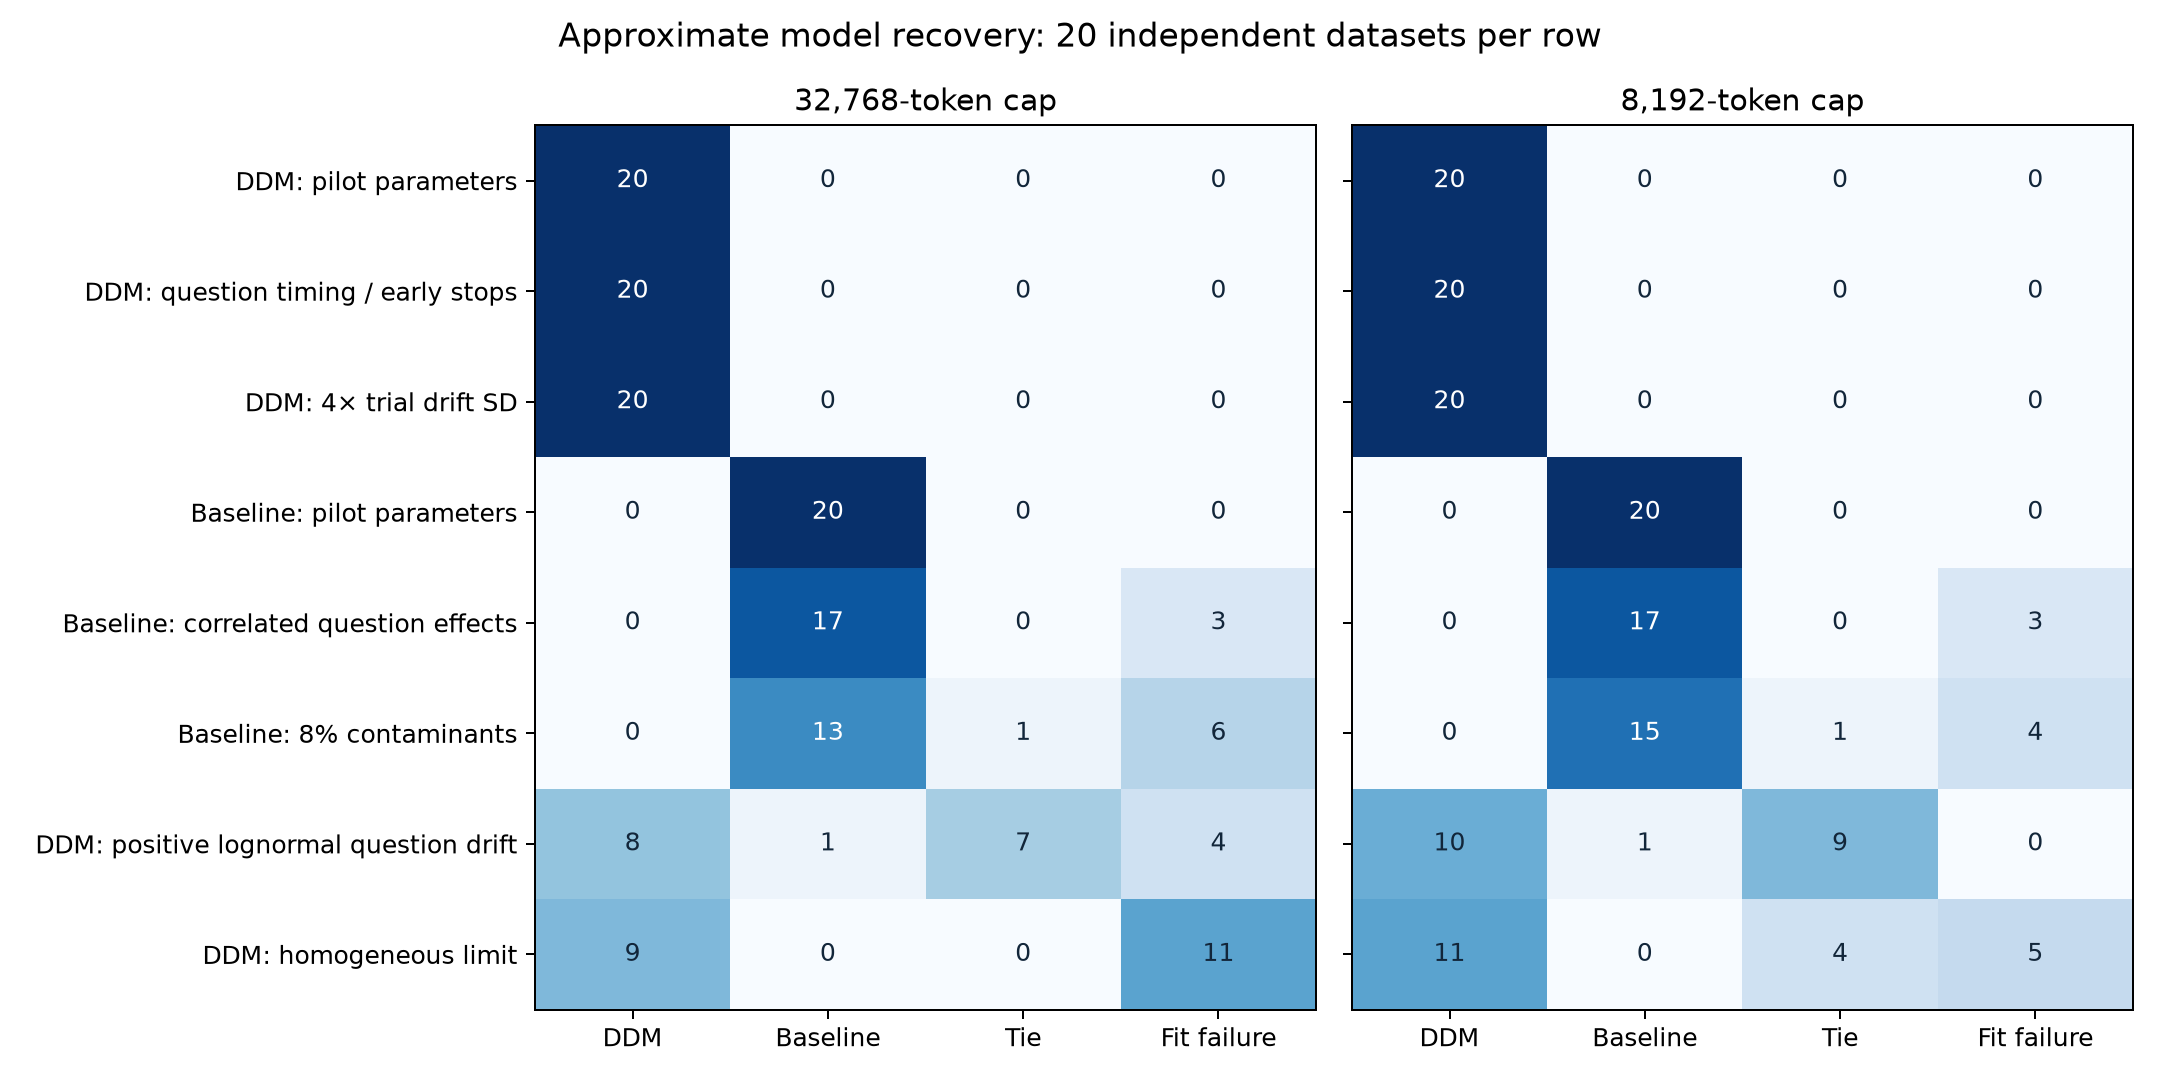 Approximate model recovery: 20 independent datasets per row
32,768-token cap
8,192-token cap
DDM: pilot parameters
20 0 0 0
20 0 0 0
DDM: question timing / early stops
20 0 0 0
20 0 0 0
DDM: 4× trial drift SD
20 0 0 0
20 0 0 0
Baseline: pilot parameters
0 20 0 0
0 20 0 0
Baseline: correlated question effects
0 17 0 3
0 17 0 3
Baseline: 8% contaminants
0 13 1 6
0 15 1 4
DDM: positive lognormal question drift
8 1 7 4
10 1 9 0
DDM: homogeneous limit
9 0 0 11
11 0 4 5
DDM Baseline Tie Fit failure
DDM Baseline Tie Fit failure